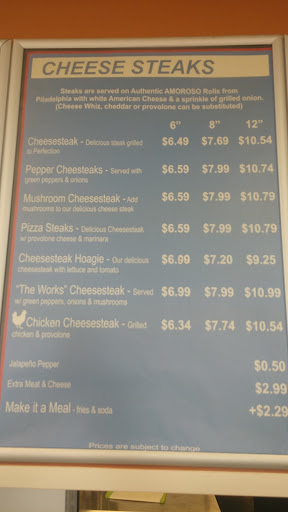 CHEESE STEAKS
Steaks are served on Authentic AMOROSO Rolls from
Piladelphia with white American Cheese & a sprinkle of grilled onion.
(Cheese Whiz, cheddar or provolone can be substituted)
6" 8" 12"
Cheesesteak - Delicious steak grilled $6.49 $7.69 $10.54
to Perfection
Pepper Cheesteaks - Served with $6.59 $7.99 $10.74
green peppers & onions
Mushroom Cheesesteak - Add $6.59 $7.99 $10.79
mushrooms to our delicious cheese steak
Pizza Steaks - Delicious Cheesesteak $6.59 $7.99 $10.79
w/ provolone cheese & marinara
Cheesesteak Hoagie - Our delicious $6.99 $7.20 $9.25
cheesesteak with lettuce and tomato
"The Works" Cheesesteak - Served $6.99 $7.99 $10.99
w/ green peppers, onions & mushrooms
Chicken Cheesesteak - Grilled $6.34 $7.74 $10.54
chicken & provolone
Jalapeño Pepper $0.50
Extra Meat & Cheese $2.99
Make it a Meal - fries & soda +$2.29
Prices are subject to change